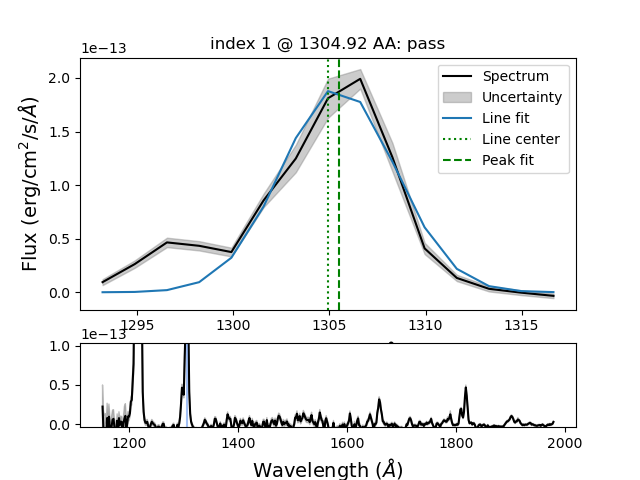 index 1 @ 1304.92 AA: pass
1e−13
Flux (erg/cm²/s/Å)
2.0
1.5
1.0
0.5
0.0
Spectrum
Uncertainty
Line fit
Line center
Peak fit
1295 1300 1305 1310 1315
1e−13
1.0
0.5
0.0
1200 1400 1600 1800 2000
Wavelength (Å)